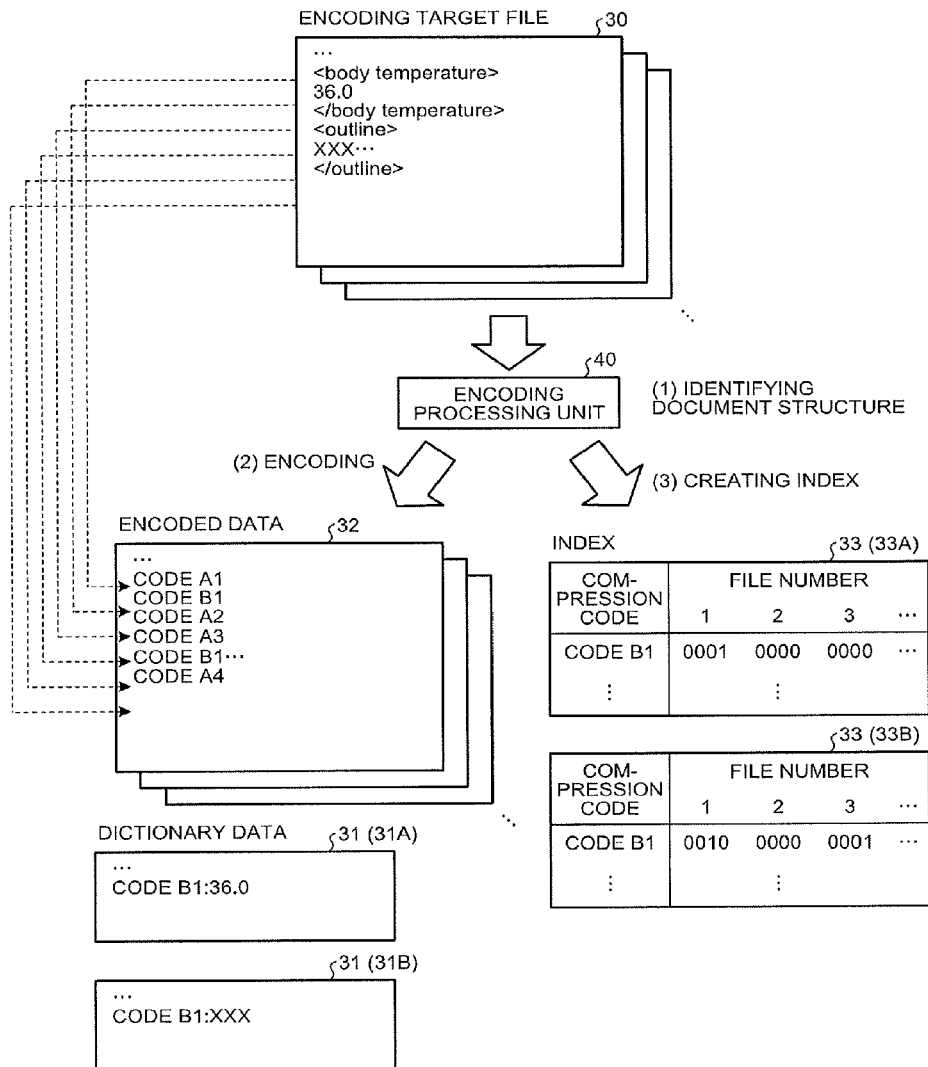 ENCODING TARGET FILE
30
...
<body temperature>
36.0
</body temperature>
<outline>
XXX···
</outline>
...
40
ENCODING
PROCESSING UNIT
(1) IDENTIFYING
DOCUMENT STRUCTURE
(2) ENCODING
(3) CREATING INDEX
ENCODED DATA
32
...
CODE A1
CODE B1
CODE A2
CODE A3
CODE B1···
CODE A4
...
INDEX
33 (33A)
COM-
PRESSION
CODE
FILE NUMBER
1 2 3 ···
CODE B1 0001 0000 0000 ···
⋮ ⋮
33 (33B)
COM-
PRESSION
CODE
FILE NUMBER
1 2 3 ···
CODE B1 0010 0000 0001 ···
⋮ ⋮
DICTIONARY DATA
31 (31A)
...
CODE B1:36.0
31 (31B)
...
CODE B1:XXX